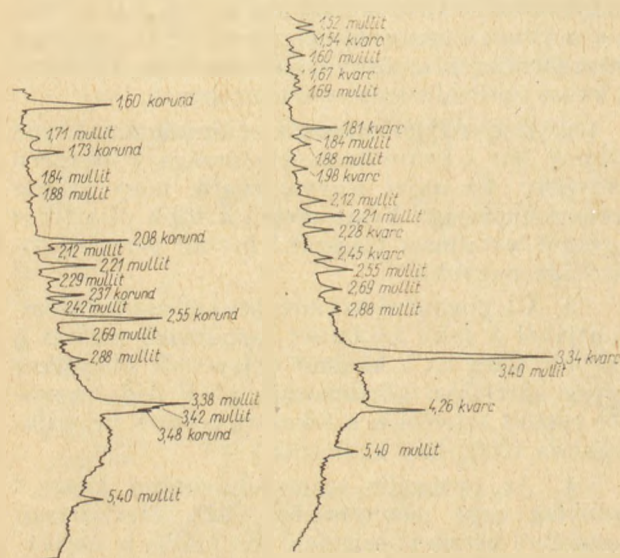 1,60 korund
1,71 mullit
1,73 korund
1,84 mullit
1,88 mullit
2,08 korund
2,12 mullit
2,21 mullit
2,29 mullit
2,37 korund
2,42 mullit
2,55 korund
2,69 mullit
2,88 mullit
3,38 mullit
3,42 mullit
3,48 korund
5,40 mullit
1,52 mullit
1,54 kvarc
1,60 mullit
1,67 kvarc
1,69 mullit
1,81 kvarc
1,84 mullit
1,88 mullit
1,98 kvarc
2,12 mullit
2,21 mullit
2,28 kvarc
2,45 kvarc
2,55 mullit
2,69 mullit
2,88 mullit
3,34 kvarc
3,40 mullit
4,26 kvarc
5,40 mullit